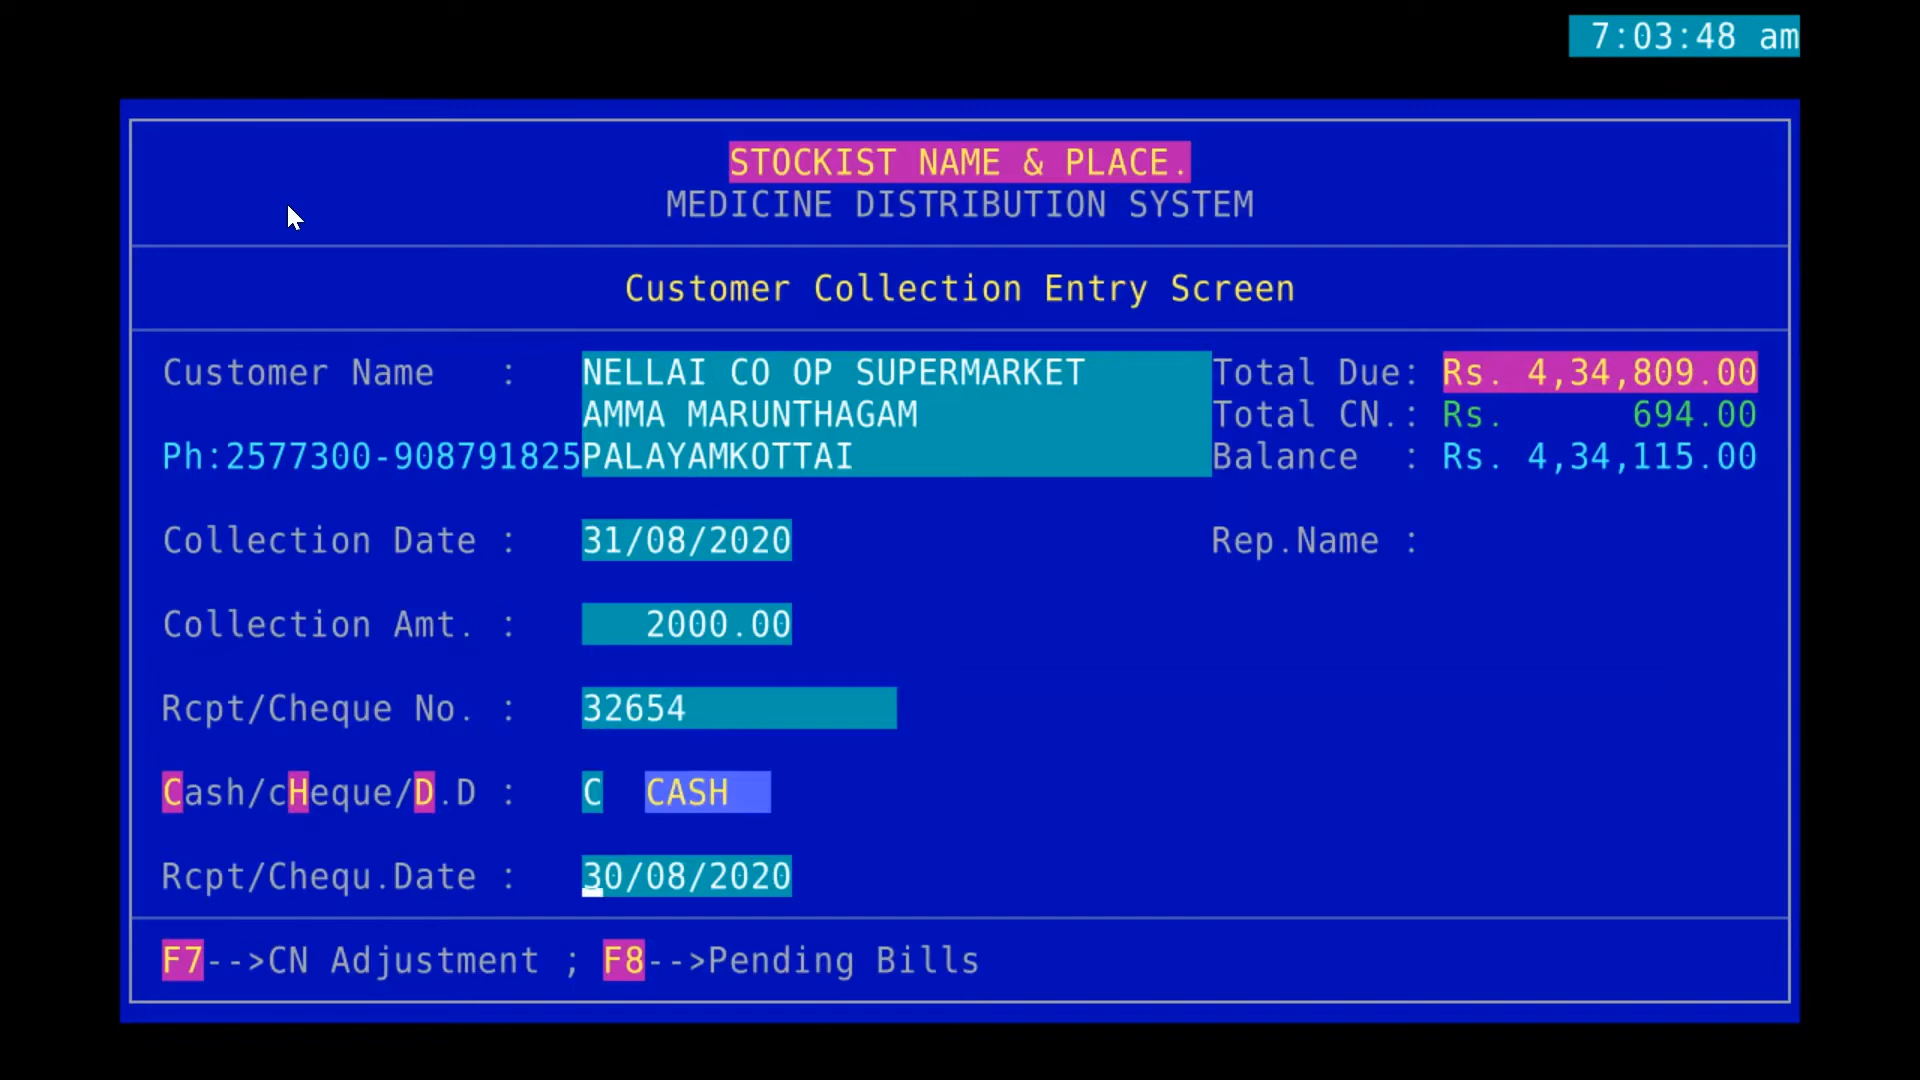 7:03:48 am
STOCKIST NAME & PLACE.
MEDICINE DISTRIBUTION SYSTEM
Customer Collection Entry Screen
Customer Name : NELLAI CO OP SUPERMARKET Total Due: Rs. 4,34,809.00
AMMA MARUNTHAGAM Total CN.: Rs. 694.00
Ph:2577300-908791825 PALAYAMKOTTAI Balance : Rs. 4,34,115.00
Collection Date : 31/08/2020 Rep.Name :
Collection Amt. : 2000.00
Rcpt/Cheque No. : 32654
Cash/cHeque/D.D : C CASH
Rcpt/Chequ.Date : 30/08/2020
F7-->CN Adjustment ; F8-->Pending Bills